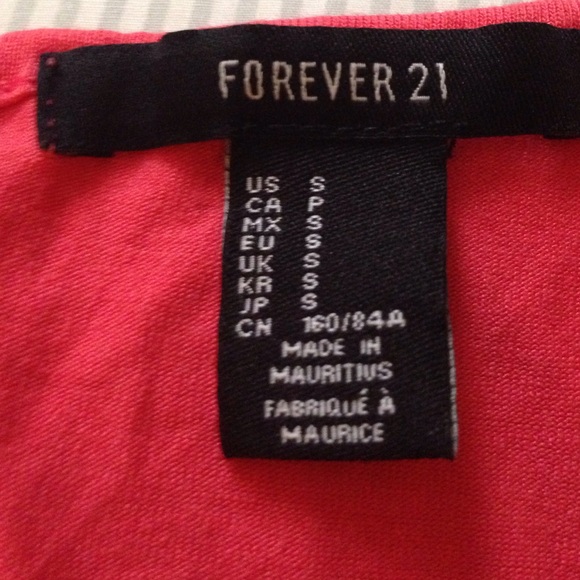 FOREVER 21
US S
CA P
MX S
EU S
UK S
KR S
JP S
CN 160/84A
MADE IN
MAURITIUS
FABRIQUÉ À
MAURICE